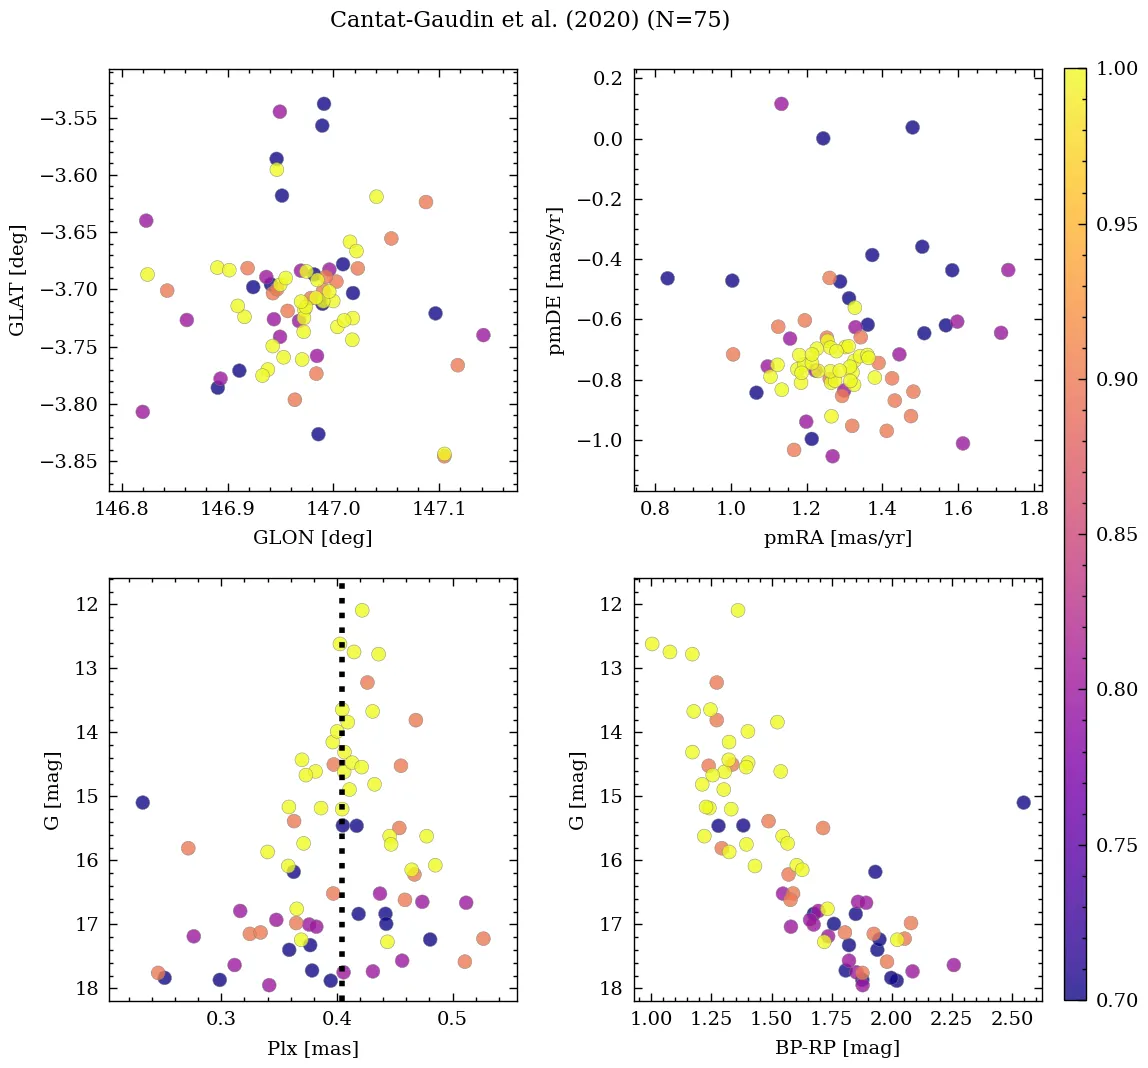 Cantat-Gaudin et al. (2020) (N=75)
−3.55
−3.60
−3.65
−3.70
−3.75
−3.80
−3.85
GLAT [deg]
146.8 146.9 147.0 147.1
GLON [deg]
0.2
0.0
−0.2
−0.4
−0.6
−0.8
−1.0
pmDE [mas/yr]
0.8 1.0 1.2 1.4 1.6 1.8
pmRA [mas/yr]
12
13
14
15
16
17
18
G [mag]
0.3 0.4 0.5
Plx [mas]
12
13
14
15
16
17
18
G [mag]
1.00 1.25 1.50 1.75 2.00 2.25 2.50
BP-RP [mag]
1.00
0.95
0.90
0.85
0.80
0.75
0.70